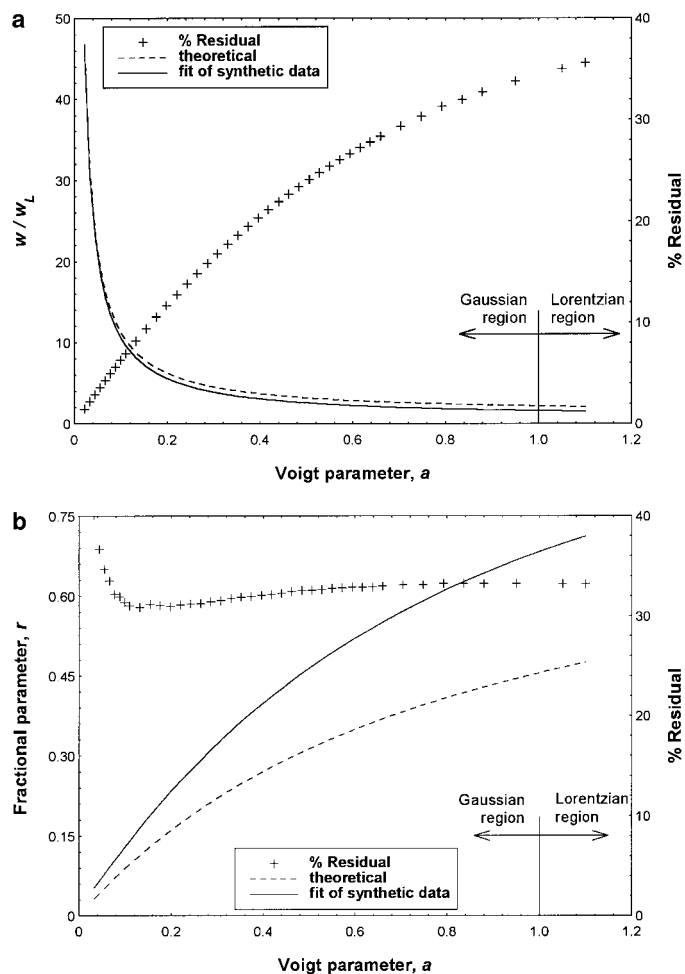 a
50
40
30
20
10
0
w / w_L
40
30
20
10
0
% Residual
% Residual
theoretical
fit of synthetic data
Gaussian region
Lorentzian region
0
0.2
0.4
0.6
0.8
1.0
1.2
Voigt parameter, a
b
0.75
0.60
0.45
0.30
0.15
0
Fractional parameter, r
40
30
20
10
0
% Residual
Gaussian region
Lorentzian region
% Residual
theoretical
fit of synthetic data
0
0.2
0.4
0.6
0.8
1.0
1.2
Voigt parameter, a